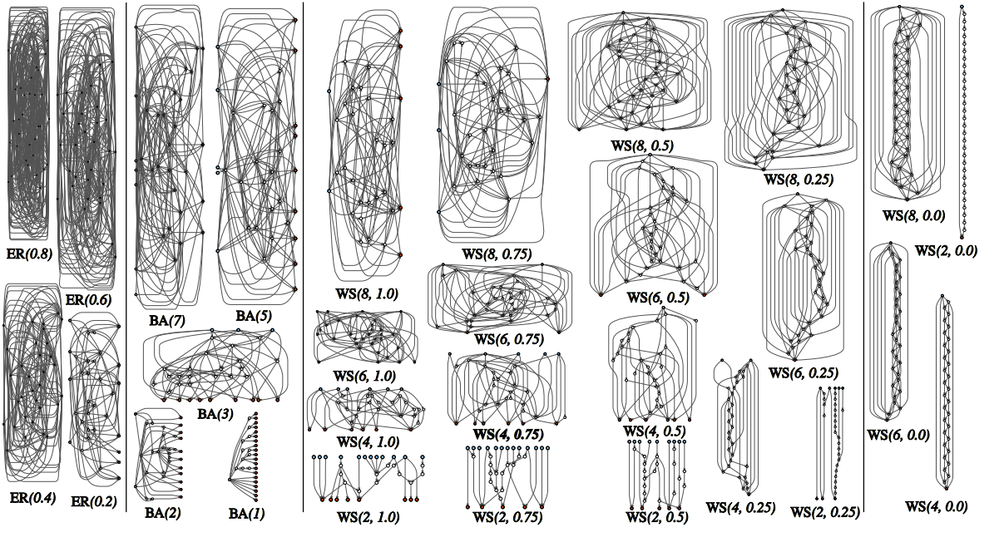 ER(0.8)
ER(0.6)
ER(0.4)
ER(0.2)
BA(7)
BA(5)
BA(3)
BA(2)
BA(1)
WS(8, 1.0)
WS(6, 1.0)
WS(4, 1.0)
WS(2, 1.0)
WS(8, 0.75)
WS(6, 0.75)
WS(4, 0.75)
WS(2, 0.75)
WS(8, 0.5)
WS(6, 0.5)
WS(4, 0.5)
WS(2, 0.5)
WS(8, 0.25)
WS(6, 0.25)
WS(4, 0.25)
WS(2, 0.25)
WS(8, 0.0)
WS(2, 0.0)
WS(6, 0.0)
WS(4, 0.0)